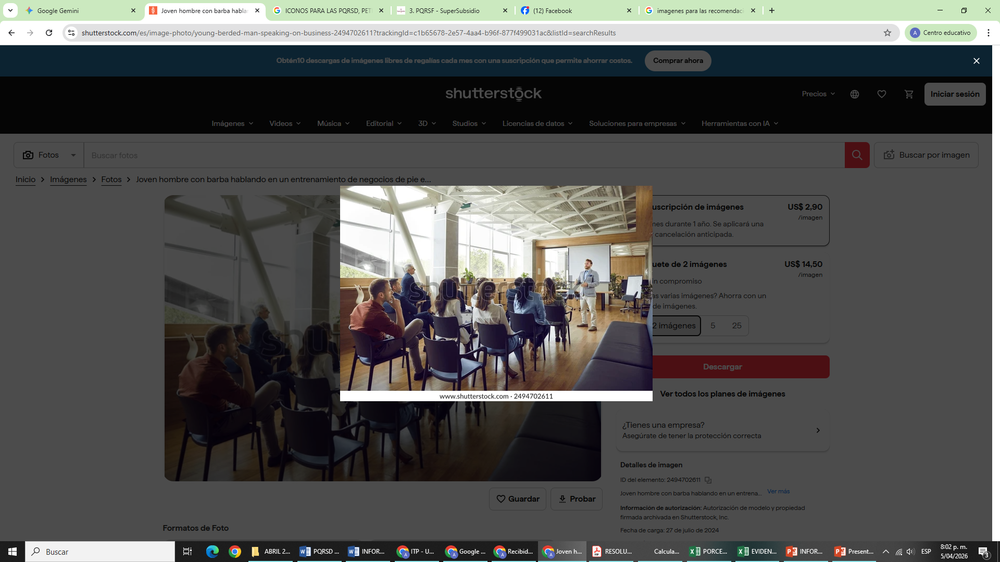 Google Gemini
Joven hombre con barba habla
ICONOS PARA LAS PQRSD, PET
3. PQRSF - SuperSubsidio
(12) Facebook
imagenes para las recomendac
shutterstock.com/es/image-photo/young-berded-man-speaking-on-business-2494702611?trackingId=c1b65678-2e57-4aa4-b96f-877f499031ac&listId=searchResults
A
Centro educativo
Obtén10 descargas de imágenes libres de regalías cada mes con una suscripción que permite ahorrar costos.
Comprar ahora
shutterstock
Precios
Iniciar sesión
Imágenes
Videos
Música
Editorial
3D
Studios
Licencias de datos
Soluciones para empresas
Herramientas con IA
Fotos
Buscar fotos
Buscar por imagen
Inicio
Imágenes
Fotos
Joven hombre con barba hablando en un entrenamiento de negocios de pie e...
uscripción de imágenes
US$ 2,90
/imagen
nes durante 1 año. Se aplicará una
cancelación anticipada.
uete de 2 imágenes
US$ 14,50
/imagen
in compromiso
as varias imágenes? Ahorra con un
de imágenes.
2 imágenes
5
25
shutterstock
shu
Descargar
www.shutterstock.com · 2494702611
Ver todos los planes de imágenes
¿Tienes una empresa?
Asegúrate de tener la protección correcta
Detalles de imagen
ID del elemento: 2494702611
Joven hombre con barba hablando en un entrena...
Ver más
Información de autorización: Autorización de modelo y propiedad
firmada archivada en Shutterstock, Inc.
Fecha de carga: 27 de julio de 2024
Guardar
Probar
Formatos de Foto
Buscar
ABRIL 2...
PQRSD ...
INFOR...
ITP - U...
Google ...
Recibid...
Joven h...
RESOLU...
Calcula...
PORCE...
EVIDEN...
INFOR...
Present...
ESP
8:02 p. m.
5/04/2026
3